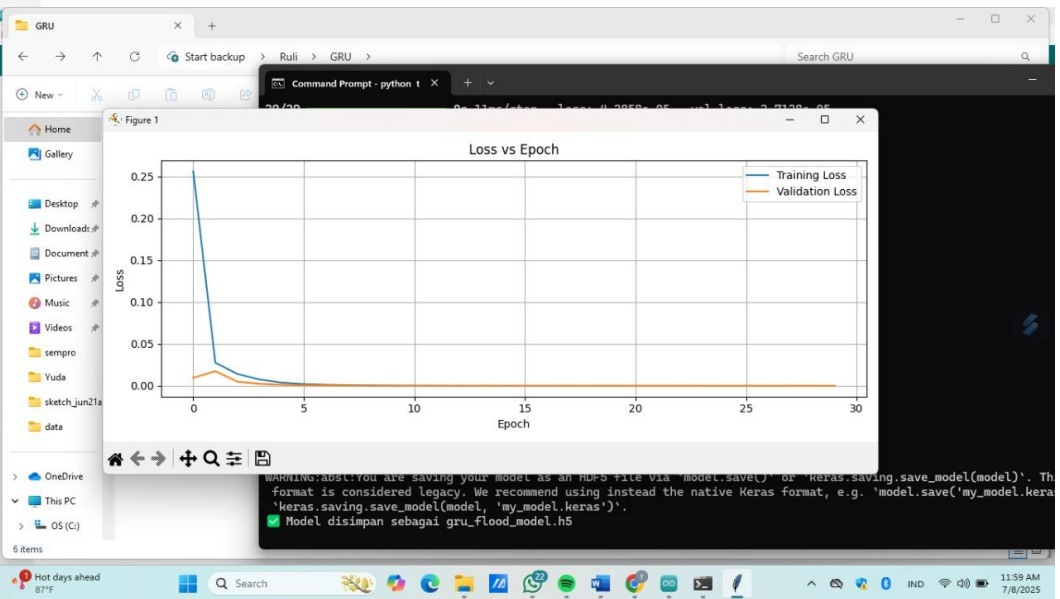 GRU
Start backup > Ruli > GRU >
Search GRU
New
Command Prompt - python t
Home
Gallery
Desktop
Downloads
Document
Pictures
Music
Videos
sempro
Yuda
sketch_jun21a
data
OneDrive
This PC
OS (C:)
6 items
Figure 1
Loss vs Epoch
Training Loss
Validation Loss
0.25
0.20
0.15
0.10
0.05
0.00
Loss
0 5 10 15 20 25 30
Epoch
WARNING:absl:You are saving your model as an HDF5 file via `model.save()` or `keras.saving.save_model(model)`. Thi
format is considered legacy. We recommend using instead the native Keras format, e.g. `model.save('my_model.kera
`keras.saving.save_model(model, 'my_model.keras')`.
✅ Model disimpan sebagai gru_flood_model.h5
1
Hot days ahead
87°F
Search
22
IND
11:59 AM
7/8/2025